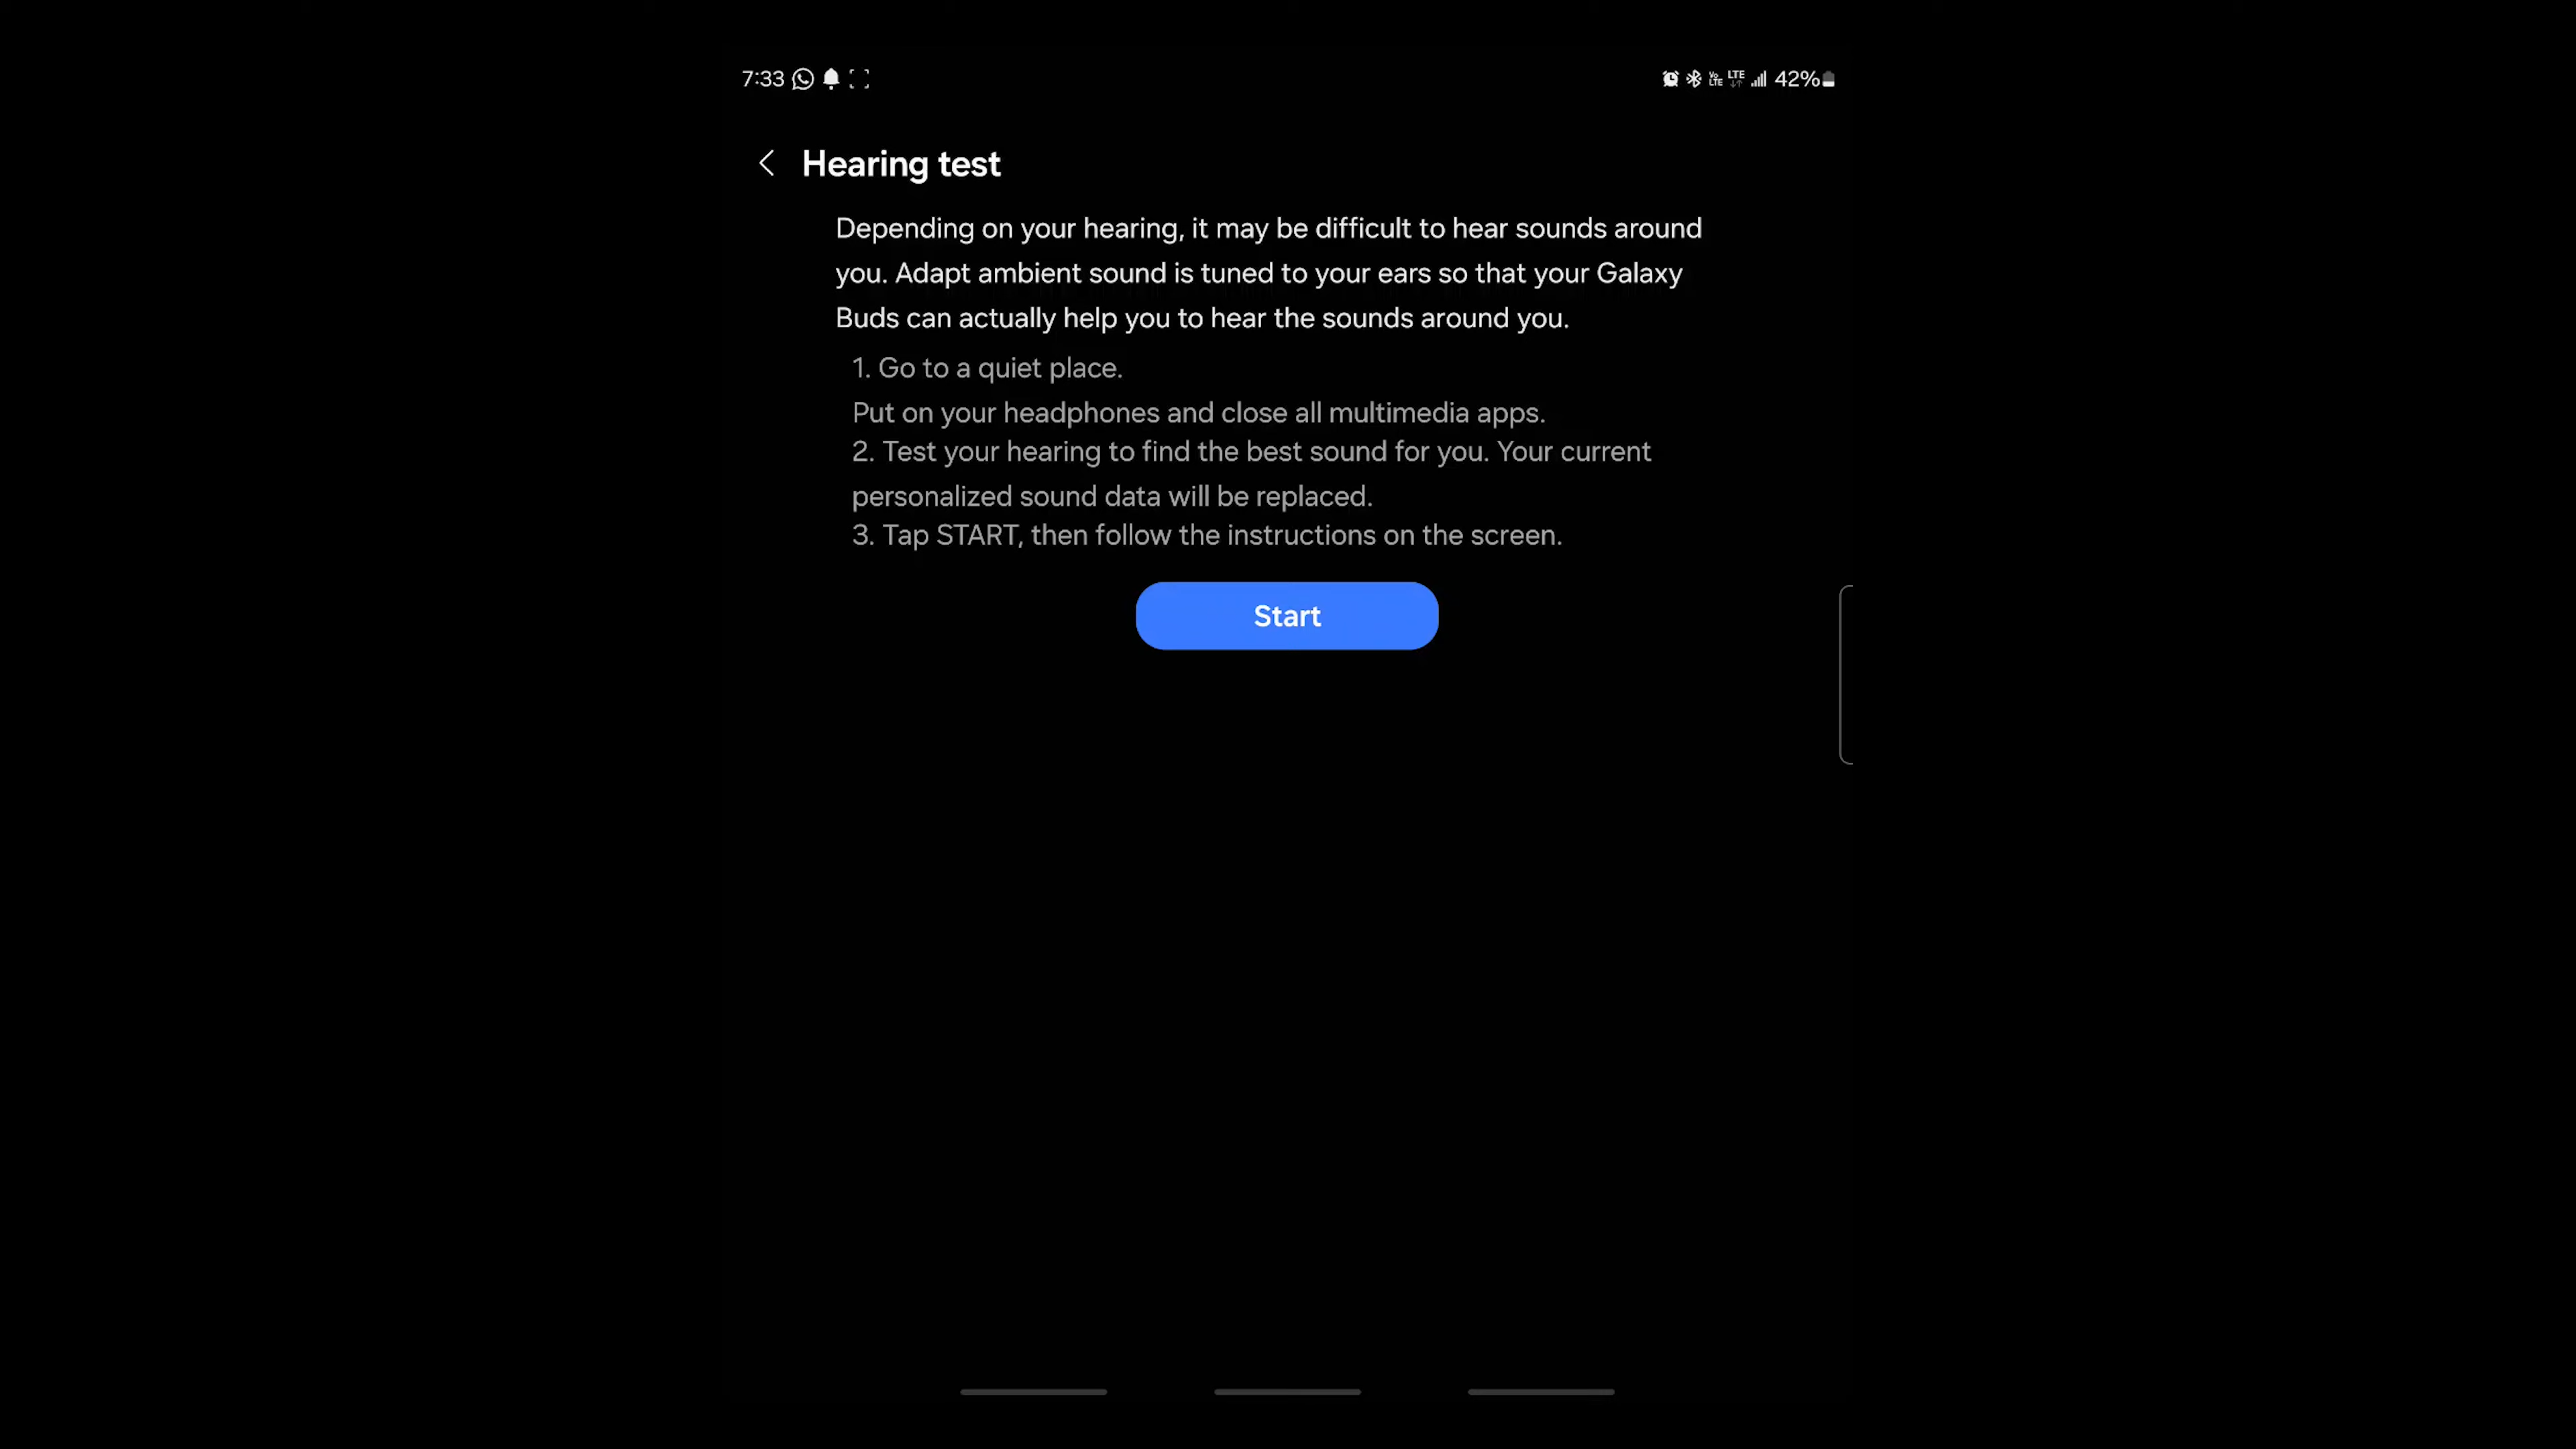 7:33
Vo
LTE
LTE
42%
Hearing test
Depending on your hearing, it may be difficult to hear sounds around
you. Adapt ambient sound is tuned to your ears so that your Galaxy
Buds can actually help you to hear the sounds around you.
1. Go to a quiet place.
Put on your headphones and close all multimedia apps.
2. Test your hearing to find the best sound for you. Your current
personalized sound data will be replaced.
3. Tap START, then follow the instructions on the screen.
Start